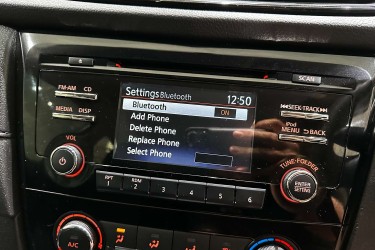 SCAN
FM-AM CD
MEDIA DISP
VOL
Settings Bluetooth 12:50
Bluetooth ON
Add Phone
Delete Phone
Replace Phone
Select Phone
SEEK·TRACK
iPod
MENU BACK
TUNE·FOLDER
ENTER
SETTING
RPT RDM
1 2 3 4 5 6
A/C